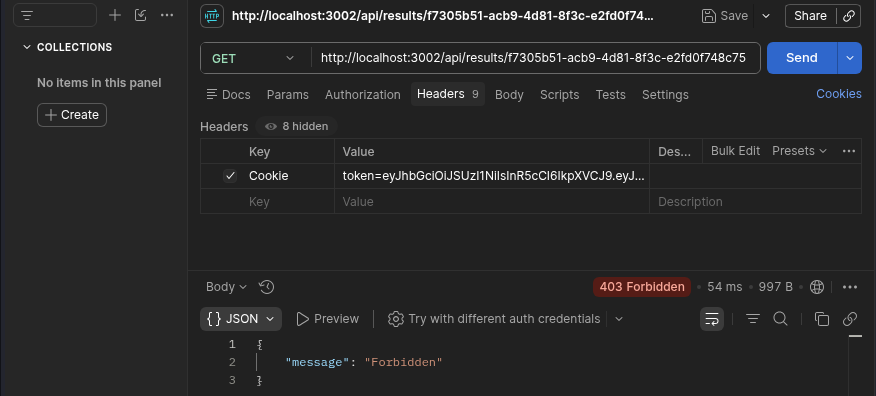 http://localhost:3002/api/results/f7305b51-acb9-4d81-8f3c-e2fd0f74...
Save
Share
COLLECTIONS
No items in this panel
Create
GET
http://localhost:3002/api/results/f7305b51-acb9-4d81-8f3c-e2fd0f748c75
Send
Docs Params Authorization Headers 9 Body Scripts Tests Settings Cookies
Headers 8 hidden
Key Value Des... Bulk Edit Presets
Cookie token=eyJhbGciOiJSUzI1NiIsInR5cCI6IkpXVCJ9.eyJ...
Key Value Description
Body 403 Forbidden 54 ms 997 B
{} JSON Preview Try with different auth credentials
1 {
2 "message": "Forbidden"
3 }